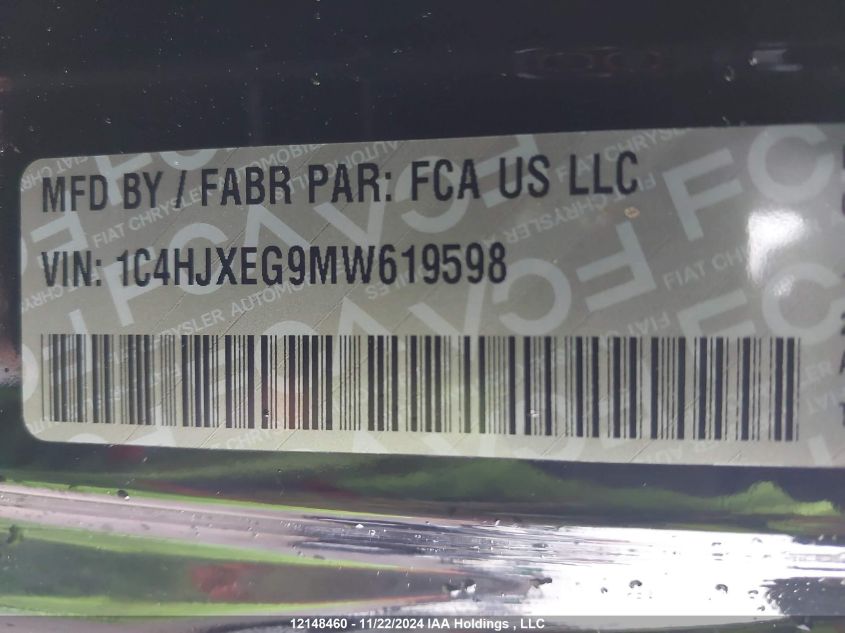 MFD BY / FABR PAR: FCA US LLC
VIN: 1C4HJXEG9MW619598
12148460 - 11/22/2024 IAA Holdings , LLC